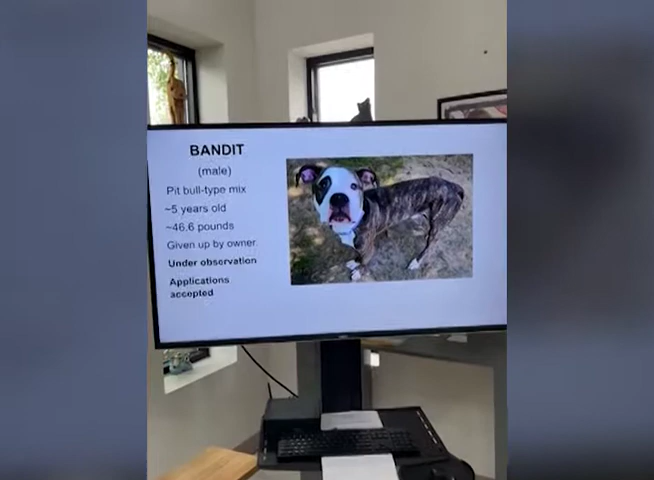 BANDIT
(male)
Pit bull-type mix
~5 years old
~46.6 pounds
Given up by owner
Under observation
Applications
accepted